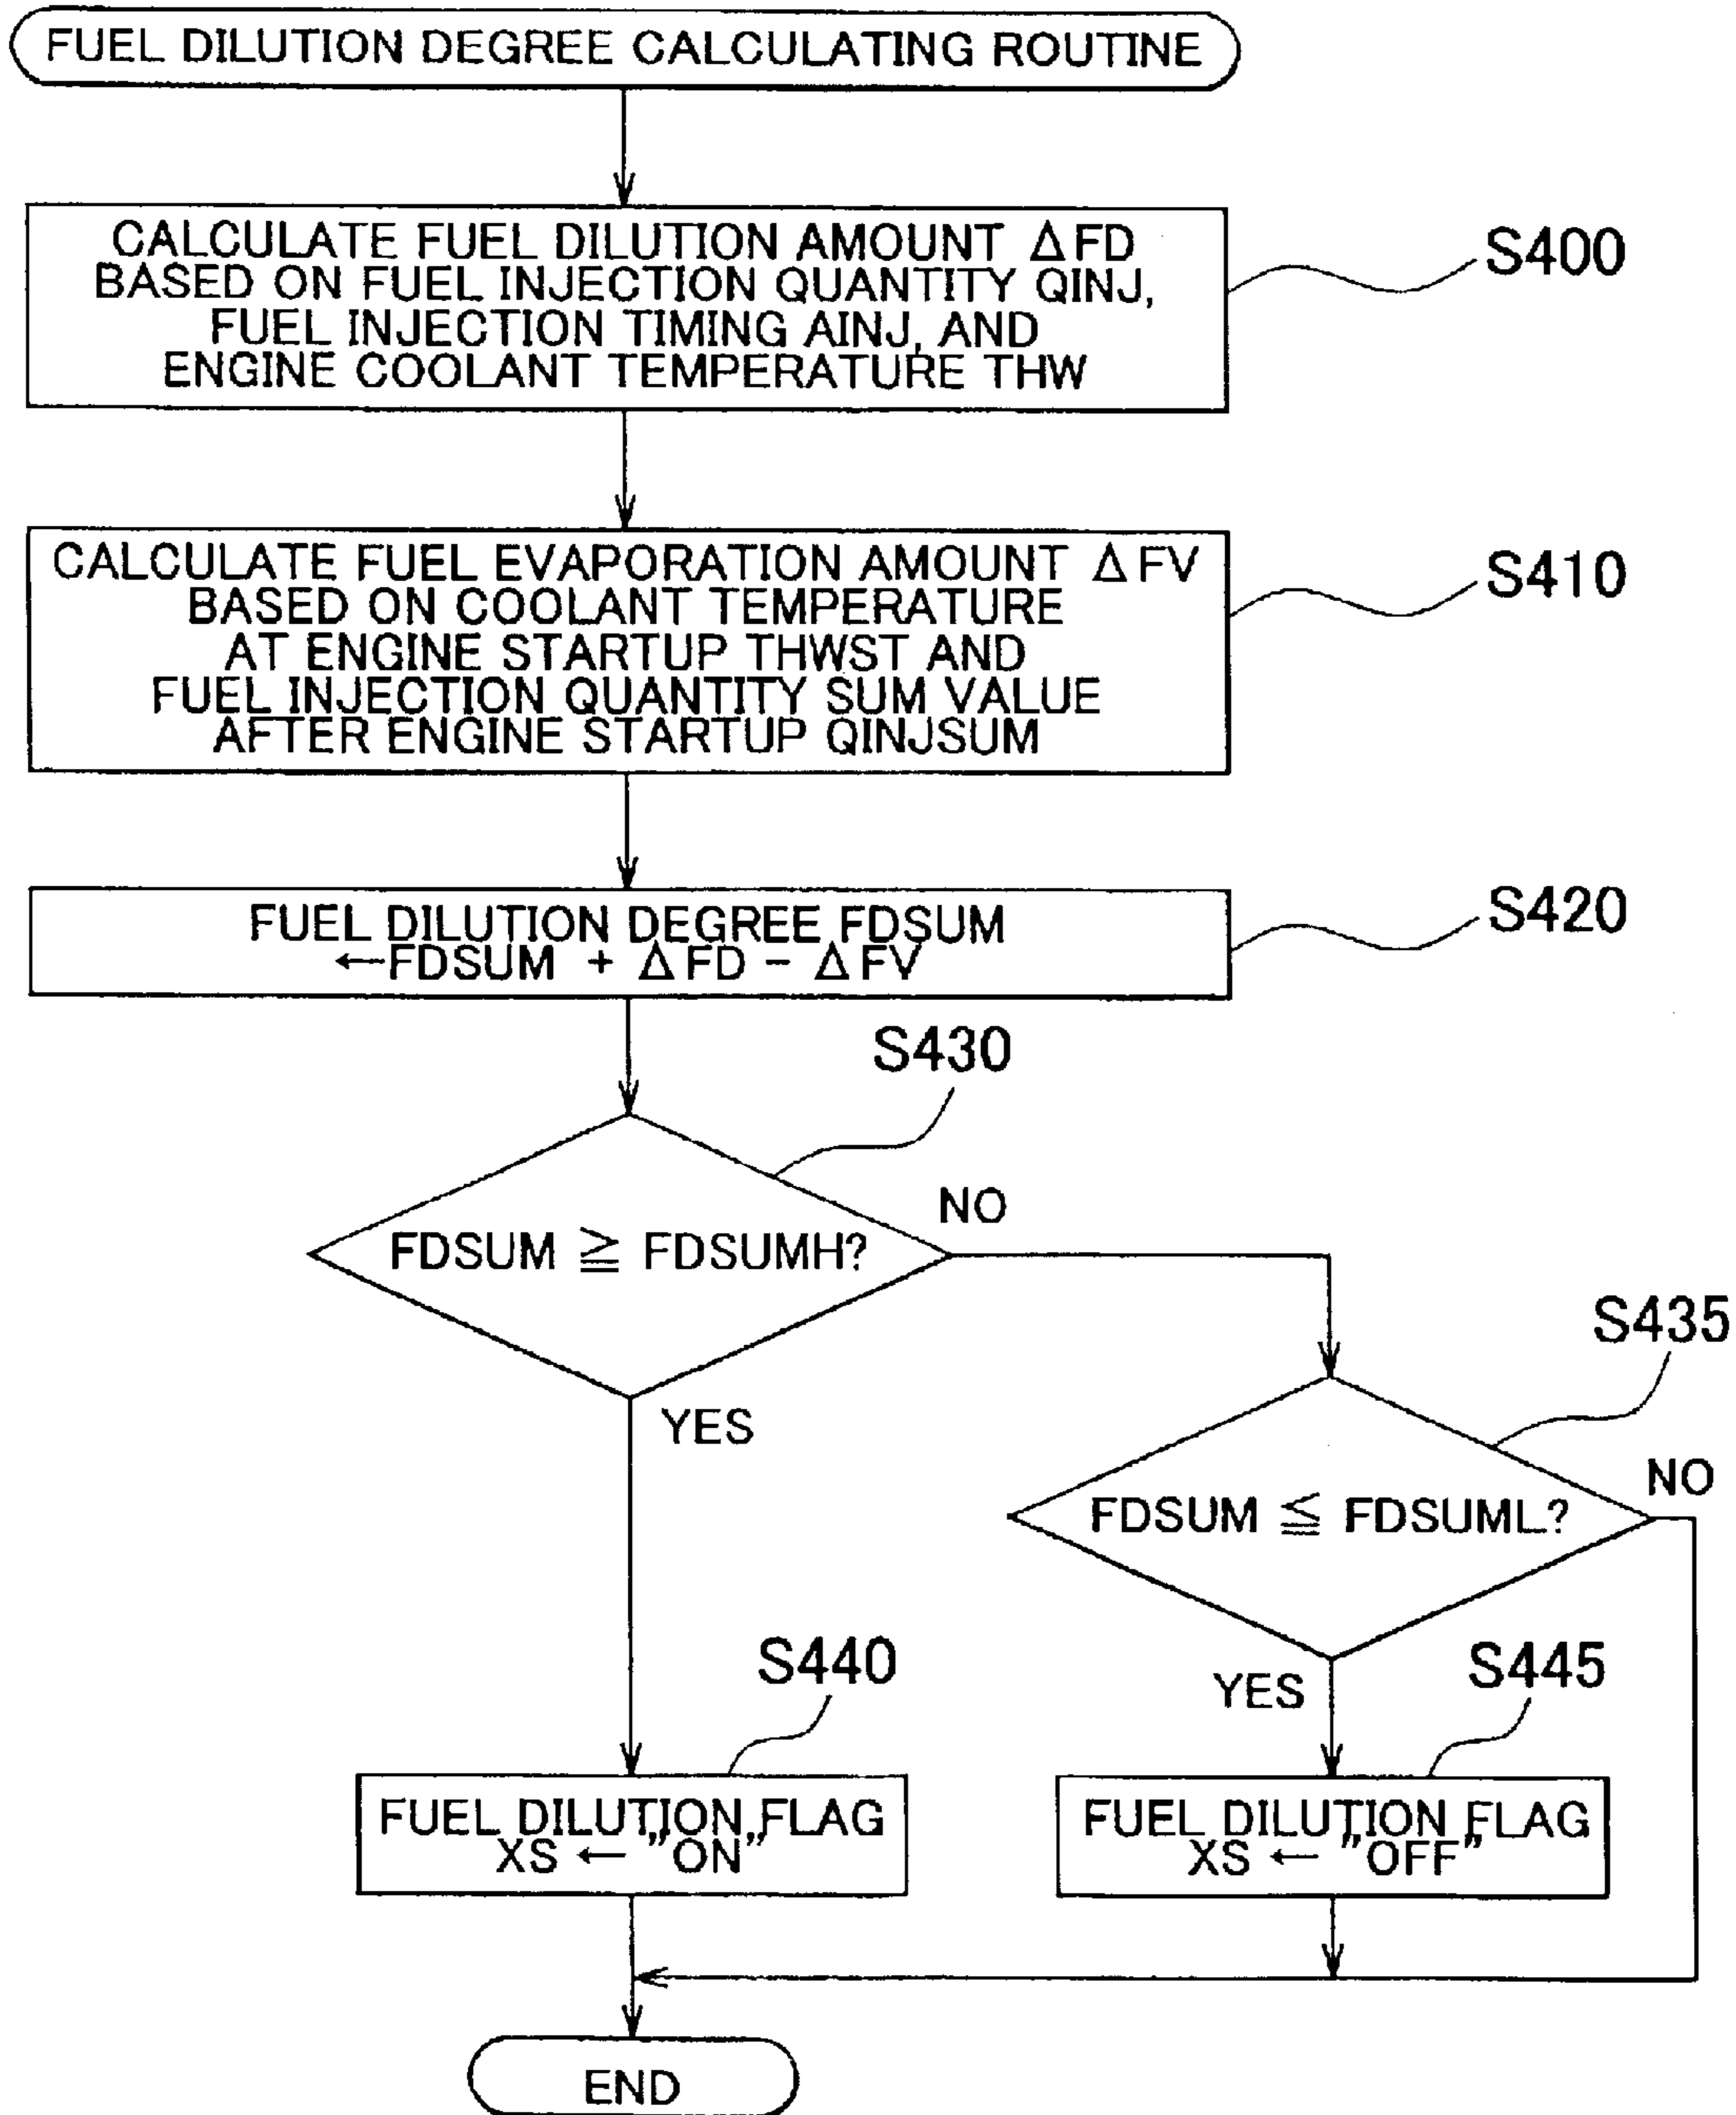 FUEL DILUTION DEGREE CALCULATING ROUTINE
CALCULATE FUEL DILUTION AMOUNT ΔFD
BASED ON FUEL INJECTION QUANTITY QINJ,
FUEL INJECTION TIMING AINJ, AND
ENGINE COOLANT TEMPERATURE THW
S400
CALCULATE FUEL EVAPORATION AMOUNT ΔFV
BASED ON COOLANT TEMPERATURE
AT ENGINE STARTUP THWST AND
FUEL INJECTION QUANTITY SUM VALUE
AFTER ENGINE STARTUP QINJSUM
S410
FUEL DILUTION DEGREE FDSUM
←FDSUM + ΔFD - ΔFV
S420
S430
FDSUM ≧ FDSUMH?
NO
YES
S435
FDSUM ≦ FDSUML?
NO
YES
S440
FUEL DILUTION FLAG
XS ← "ON"
S445
FUEL DILUTION FLAG
XS ← "OFF"
END